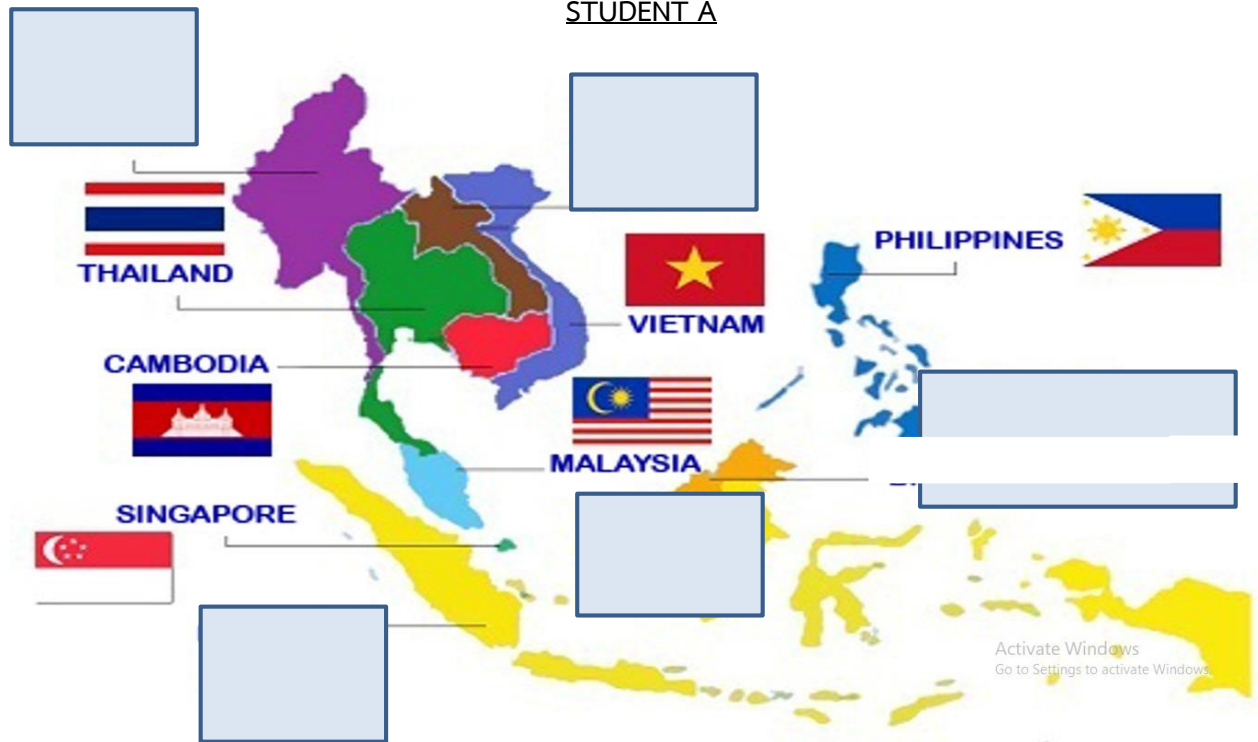 STUDENT A
THAILAND
PHILIPPINES
VIETNAM
CAMBODIA
MALAYSIA
SINGAPORE
Activate Windows
Go to Settings to activate Windows.